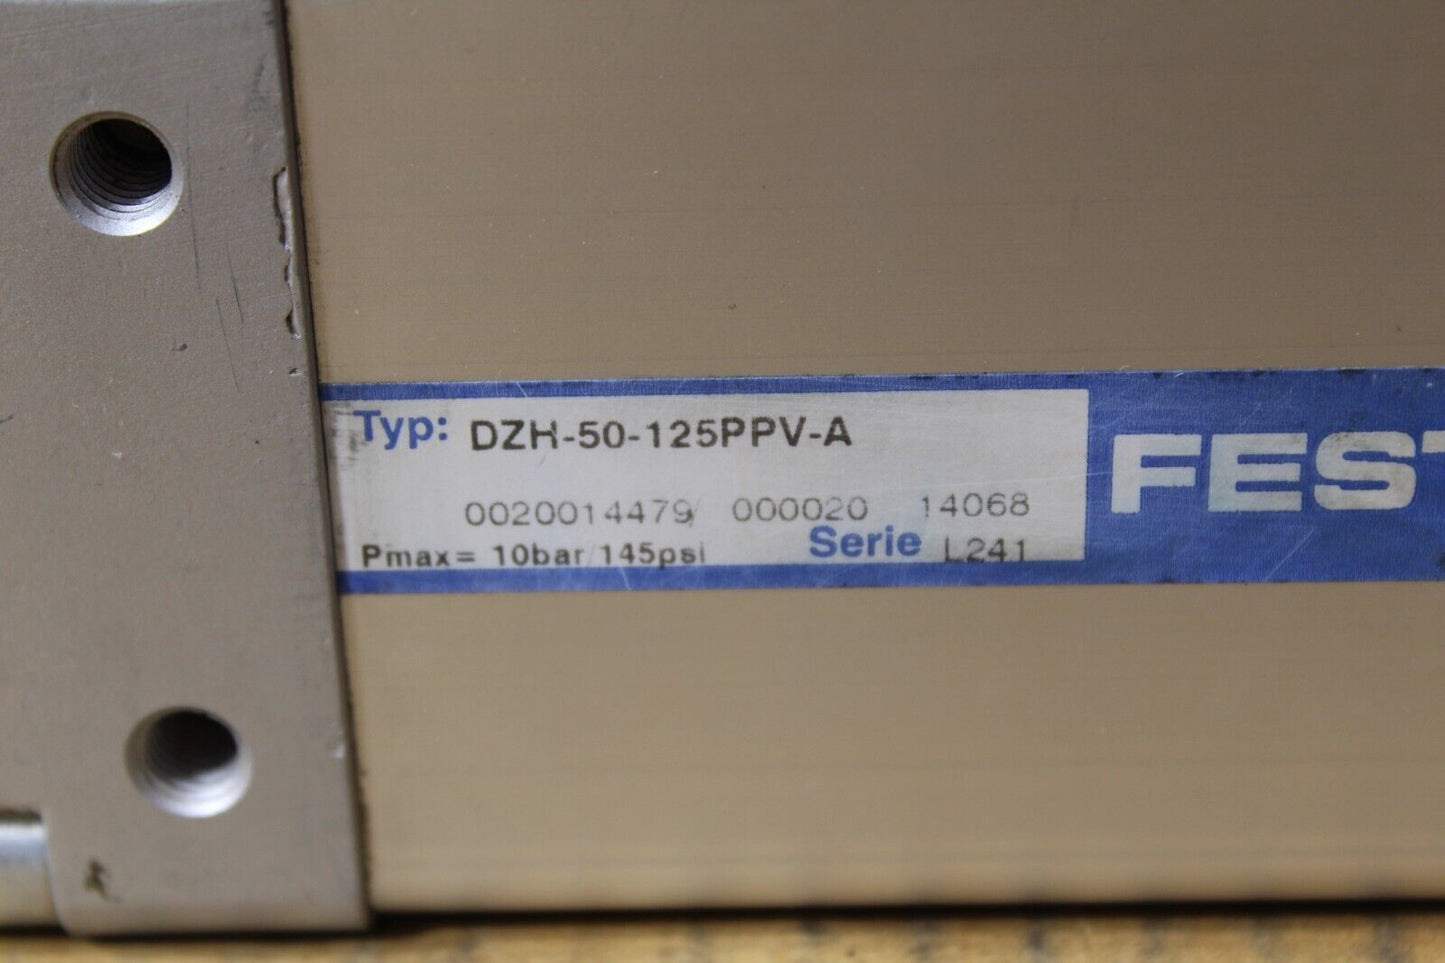 Typ: DZH-50-125PPV-A
0020014479/ 000020 14068
Pmax= 10bar/145psi Serie L241
FEST